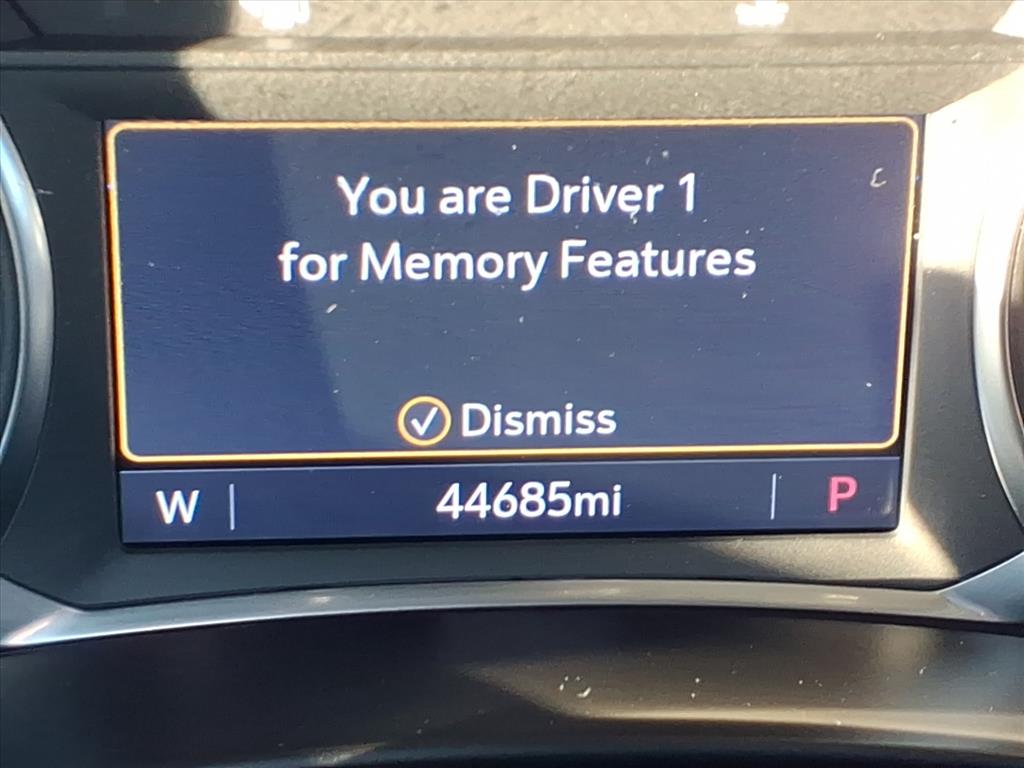 You are Driver 1
for Memory Features
Dismiss
W 44685mi P